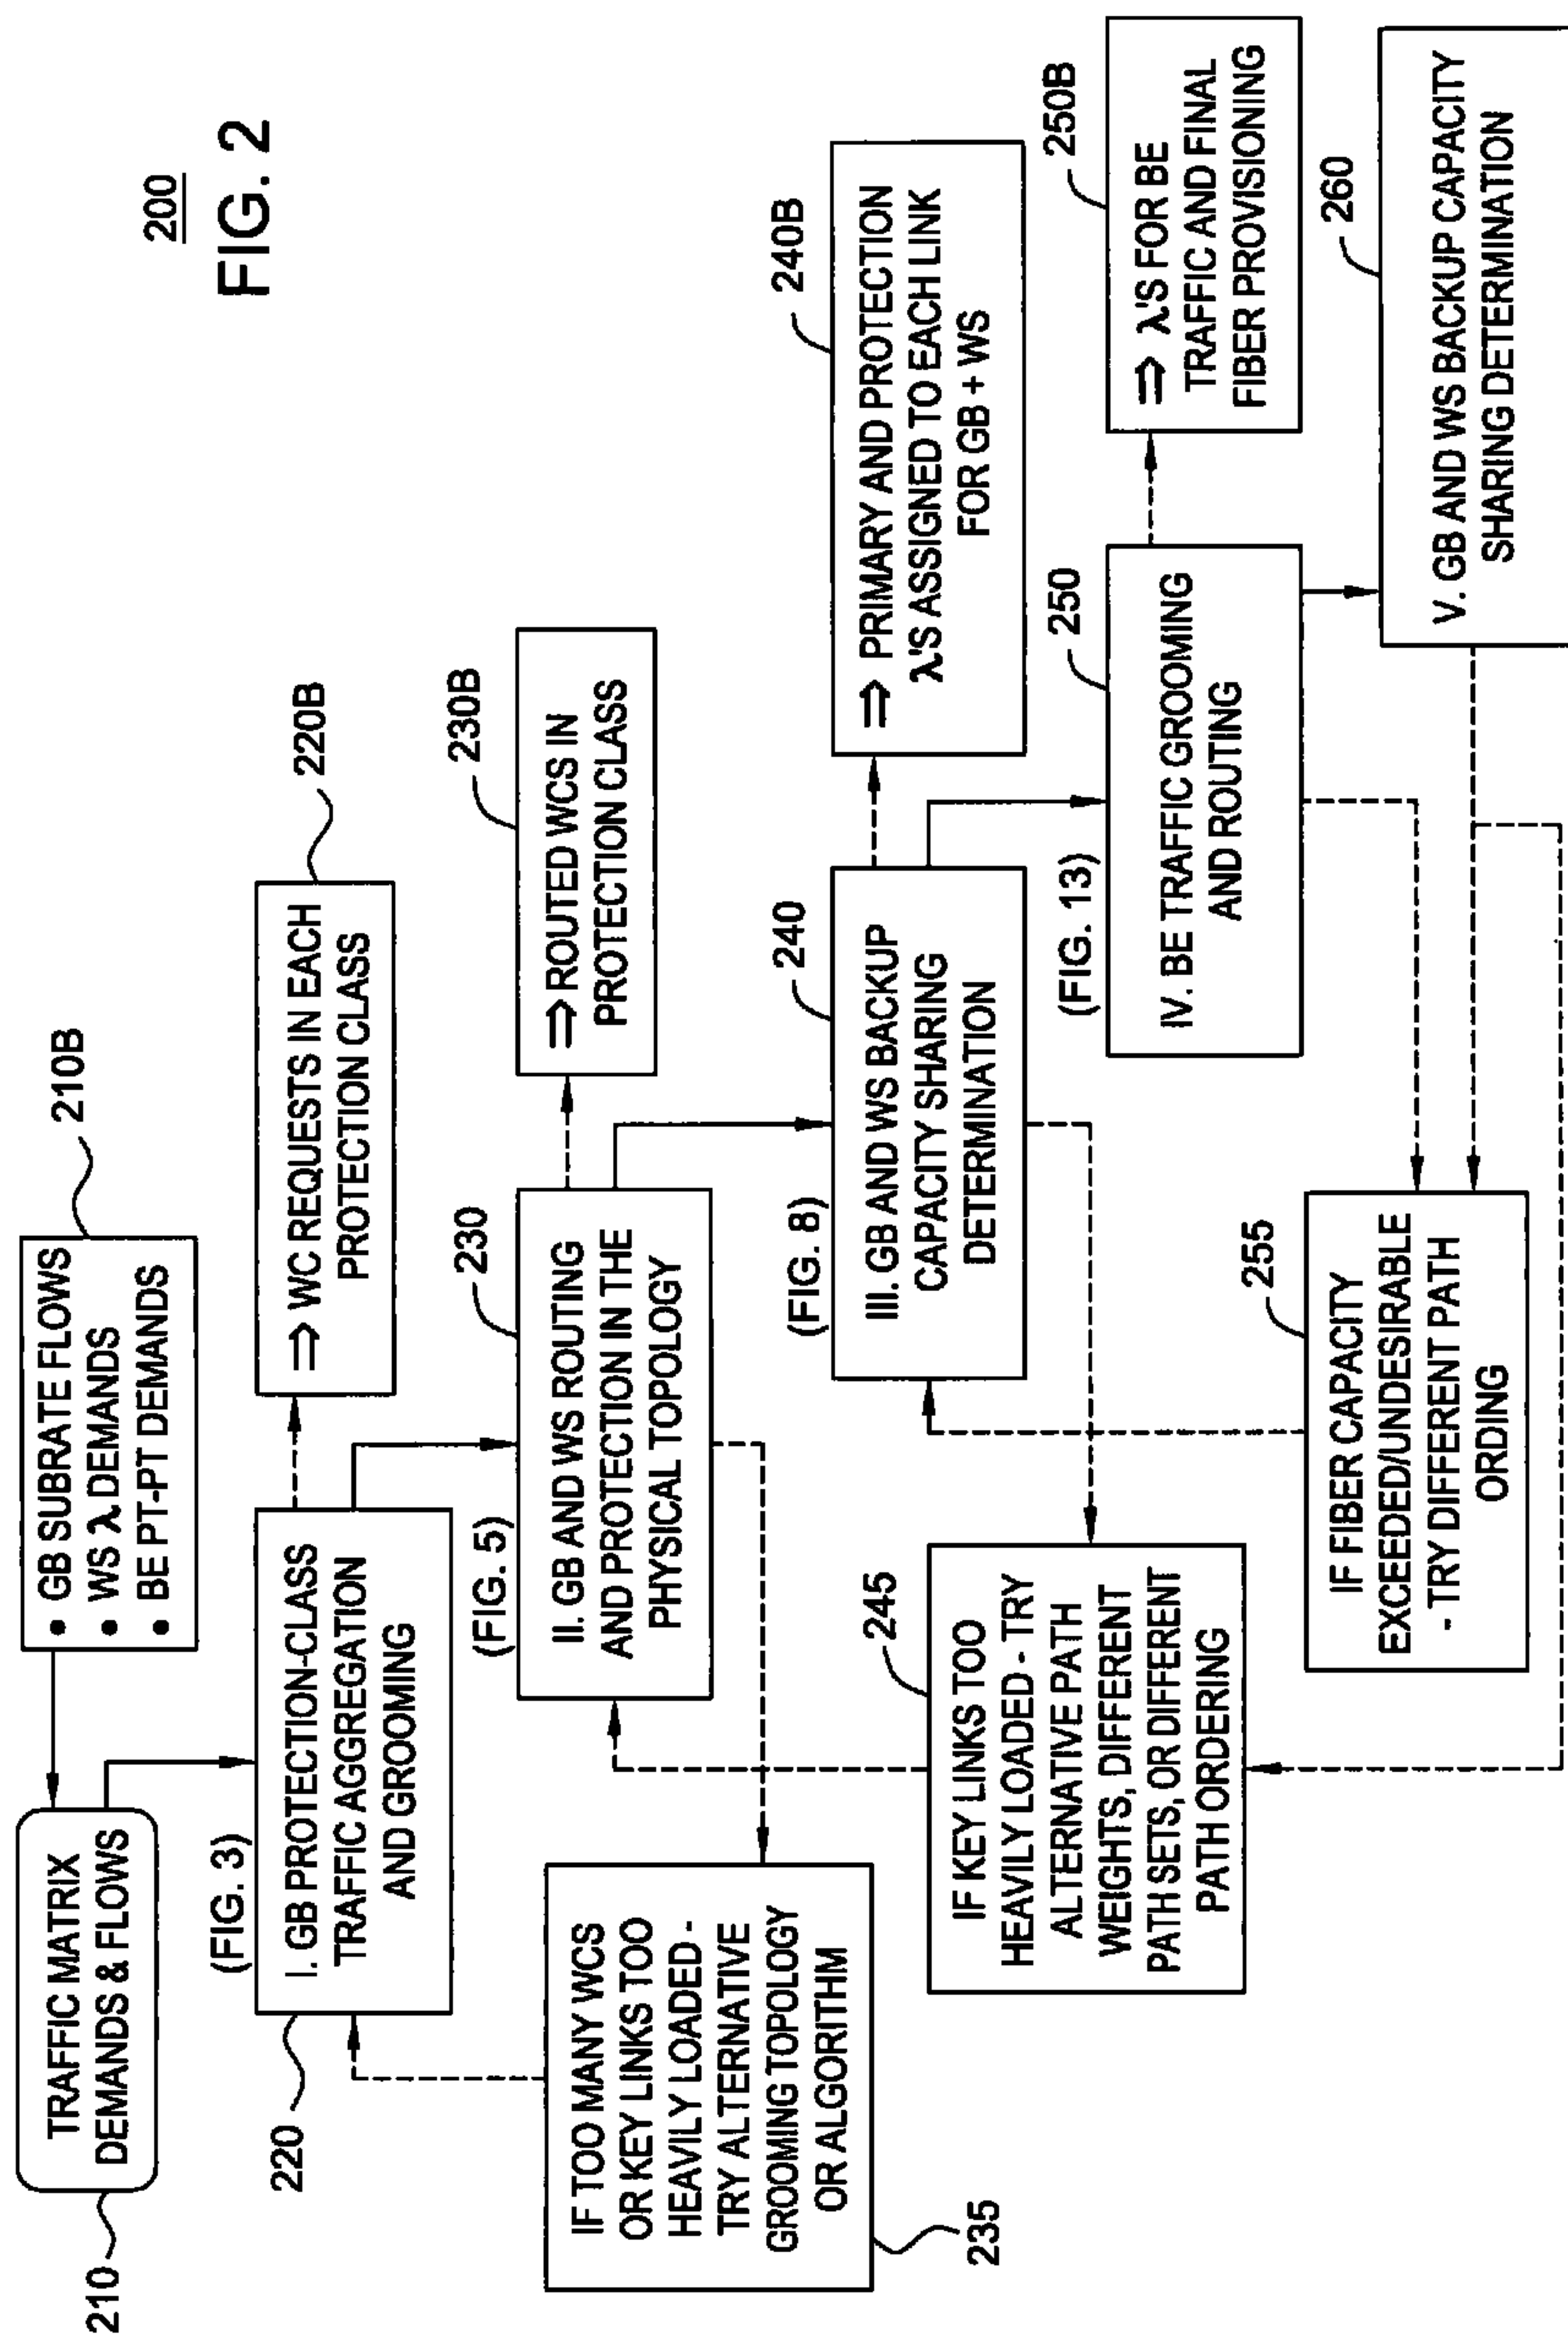 200
FIG. 2
210
TRAFFIC MATRIX
DEMANDS & FLOWS
210B
• GB SUBRATE FLOWS
• WS λ DEMANDS
• BE PT-PT DEMANDS
(FIG. 3)
220
I. GB PROTECTION-CLASS
TRAFFIC AGGREGATION
AND GROOMING
220B
⇒ WC REQUESTS IN EACH
PROTECTION CLASS
(FIG. 5)
230
II. GB AND WS ROUTING
AND PROTECTION IN THE
PHYSICAL TOPOLOGY
230B
⇒ ROUTED WCS IN
PROTECTION CLASS
235
IF TOO MANY WCS
OR KEY LINKS TOO
HEAVILY LOADED -
TRY ALTERNATIVE
GROOMING TOPOLOGY
OR ALGORITHM
(FIG. 8)
240
III. GB AND WS BACKUP
CAPACITY SHARING
DETERMINATION
240B
⇒ PRIMARY AND PROTECTION
λ'S ASSIGNED TO EACH LINK
FOR GB + WS
245
IF KEY LINKS TOO
HEAVILY LOADED - TRY
ALTERNATIVE PATH
WEIGHTS, DIFFERENT
PATH SETS, OR DIFFERENT
PATH ORDERING
(FIG. 13)
250
IV. BE TRAFFIC GROOMING
AND ROUTING
250B
⇒ λ'S FOR BE
TRAFFIC AND FINAL
FIBER PROVISIONING
255
IF FIBER CAPACITY
EXCEEDED/UNDESIRABLE
- TRY DIFFERENT PATH
ORDING
260
V. GB AND WS BACKUP CAPACITY
SHARING DETERMINATION